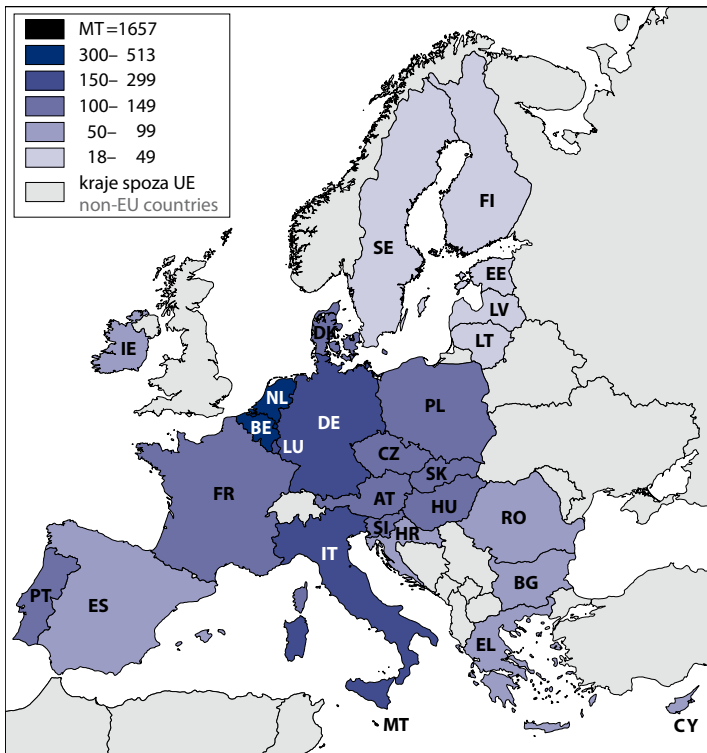 MT=1657
300– 513
150– 299
100– 149
50– 99
18– 49
kraje spoza UE
non-EU countries
FI
SE
EE
LV
LT
DK
IE
NL
BE
DE
PL
LU
CZ
SK
FR
AT
HU
RO
SI
HR
IT
BG
PT
ES
EL
MT
CY